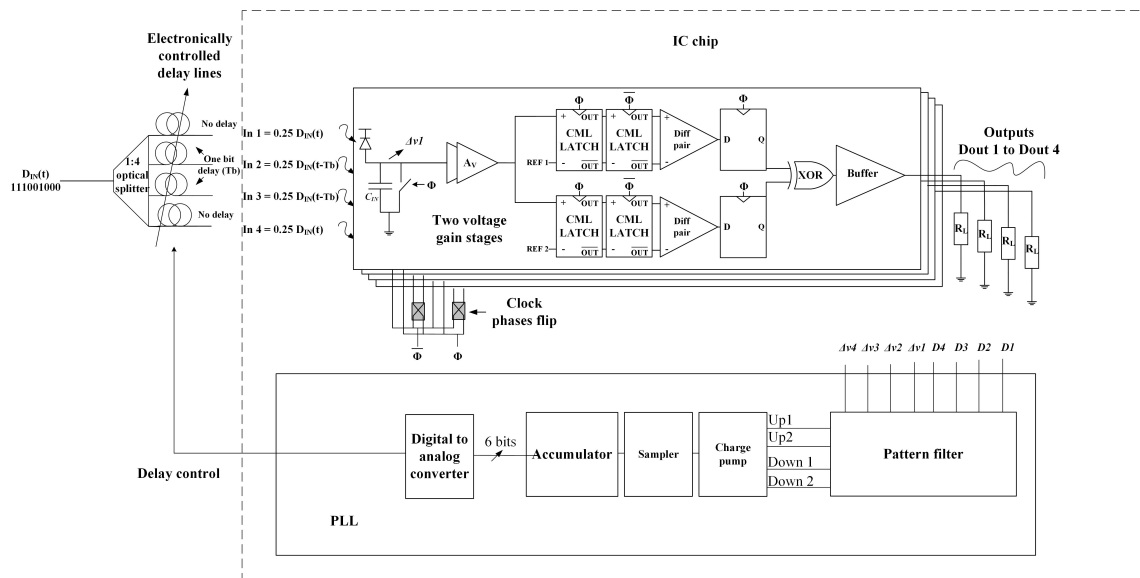 Electronically
controlled
delay lines
IC chip
D_IN(t)
111001000
1:4
optical
splitter
No delay
One bit
delay (Tb)
No delay
In 1 = 0.25 D_IN(t)
In 2 = 0.25 D_IN(t-Tb)
In 3 = 0.25 D_IN(t-Tb)
In 4 = 0.25 D_IN(t)
Δv1
C_IN
Φ
A_V
Two voltage
gain stages
REF 1
Φ
+ OUT
CML
LATCH
- OUT̅
Φ̅
+ OUT
CML
LATCH
- OUT̅
+
Diff
pair
-
Φ
D Q
REF 2
Φ
+ OUT
CML
LATCH
- OUT̅
Φ̅
+ OUT
CML
LATCH
- OUT̅
+
Diff
pair
-
Φ
D Q
XOR
Buffer
Outputs
Dout 1 to Dout 4
R_L
R_L
R_L
R_L
Clock
phases flip
Φ̅ Φ
Δv4 Δv3 Δv2 Δv1 D4 D3 D2 D1
Delay control
Digital to
analog
converter
6 bits
Accumulator
Sampler
Charge
pump
Up1
Up2
Down 1
Down 2
Pattern filter
PLL